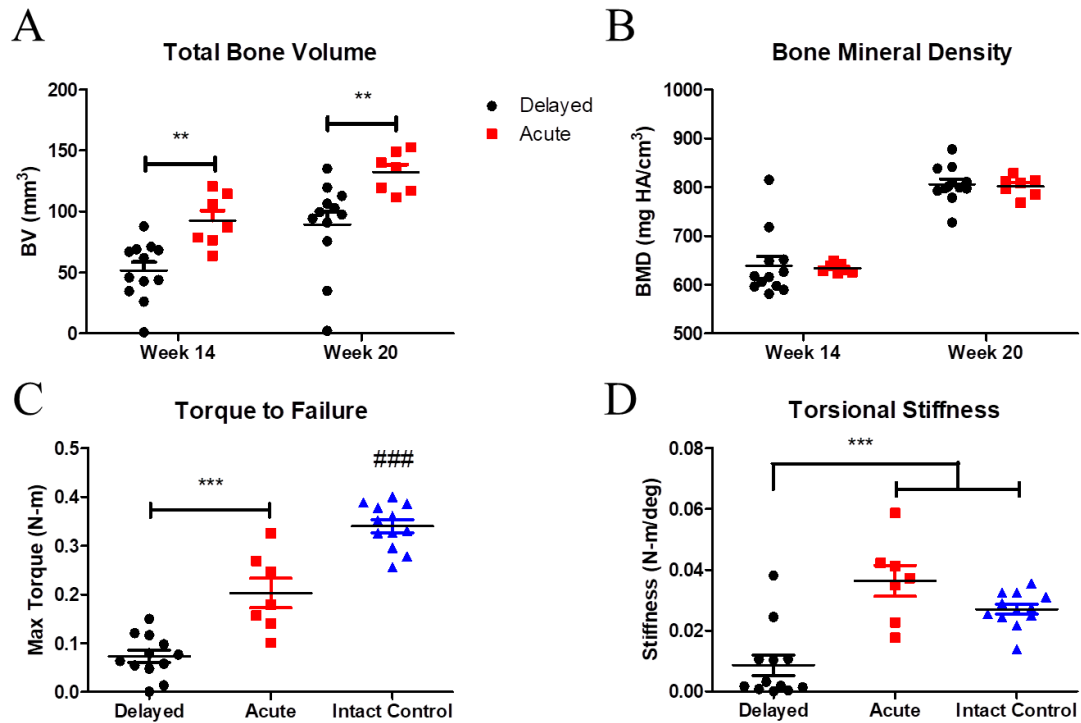 A
Total Bone Volume
BV (mm³)
200
150
100
50
0
**
**
Week 14
Week 20
Delayed
Acute
B
Bone Mineral Density
BMD (mg HA/cm³)
1000
900
800
700
600
500
Week 14
Week 20
C
Torque to Failure
Max Torque (N-m)
0.5
0.4
0.3
0.2
0.1
0.0
***
###
Delayed
Acute
Intact Control
D
Torsional Stiffness
Stiffness (N-m/deg)
0.08
0.06
0.04
0.02
0.00
***
Delayed
Acute
Intact Control